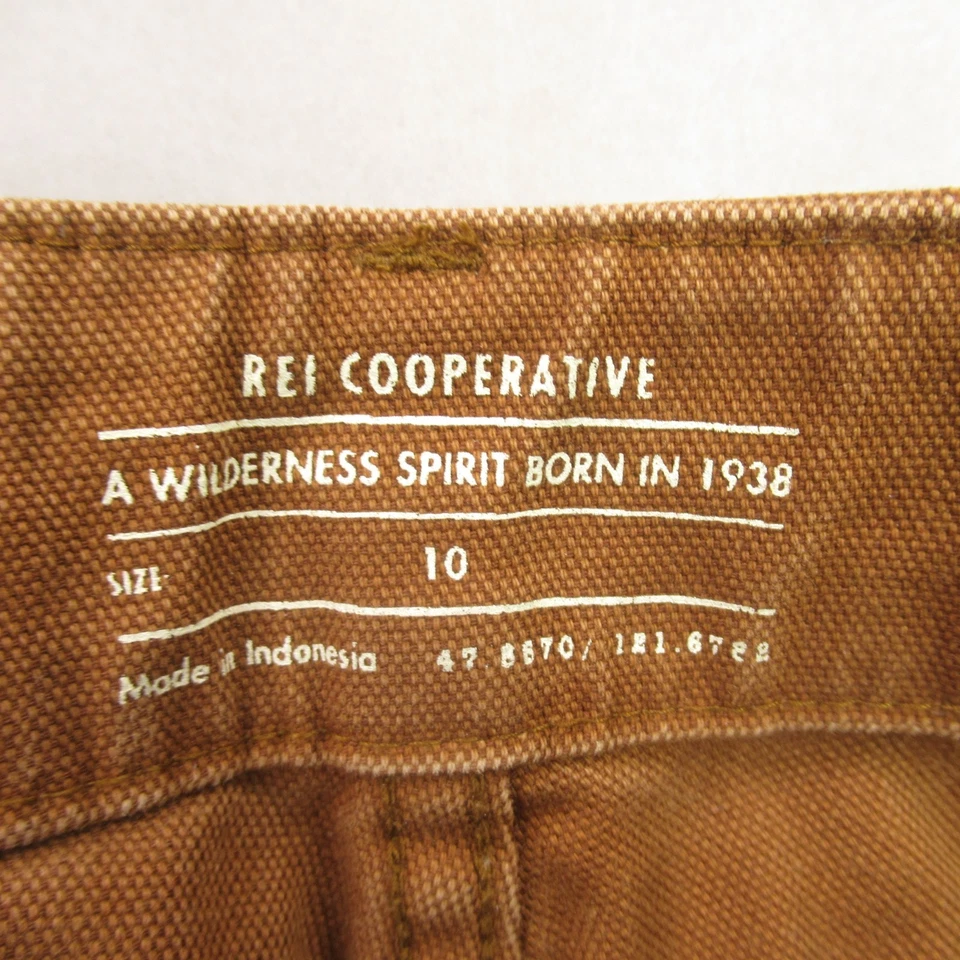 REI COOPERATIVE
A WILDERNESS SPIRIT BORN IN 1938
SIZE: 10
Made in Indonesia